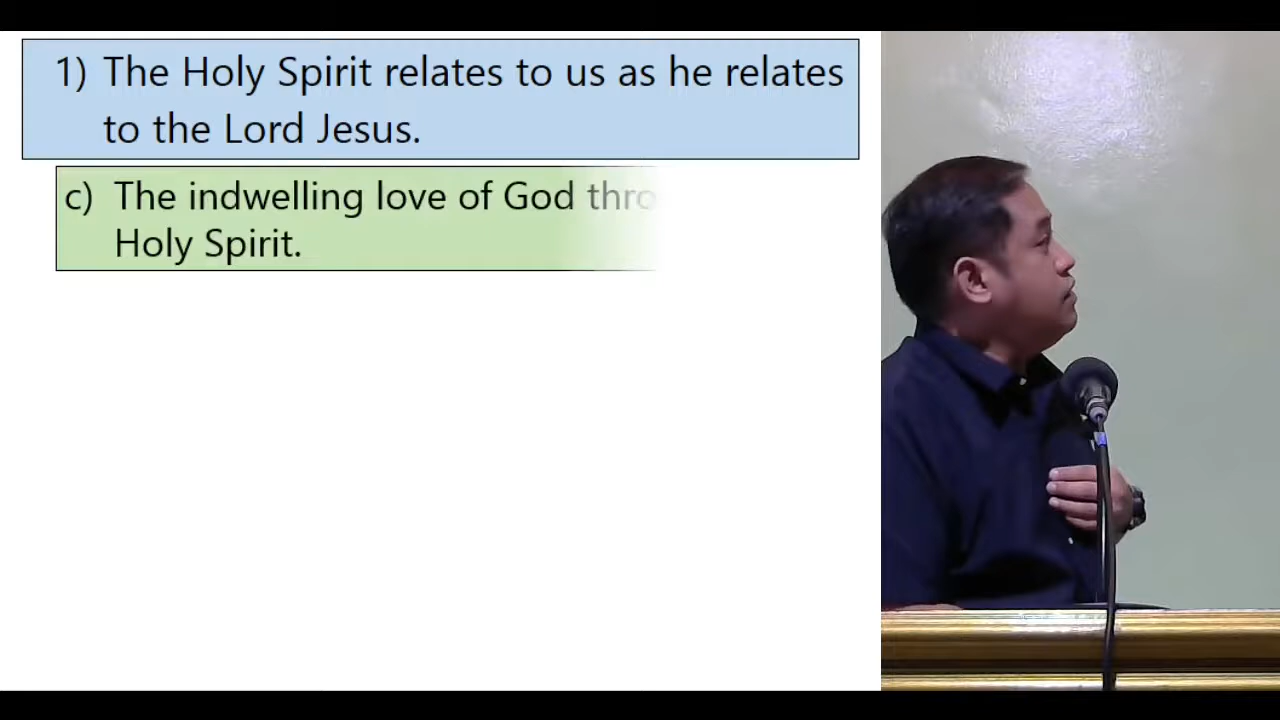 1) The Holy Spirit relates to us as he relates
to the Lord Jesus.
c) The indwelling love of God thro
Holy Spirit.